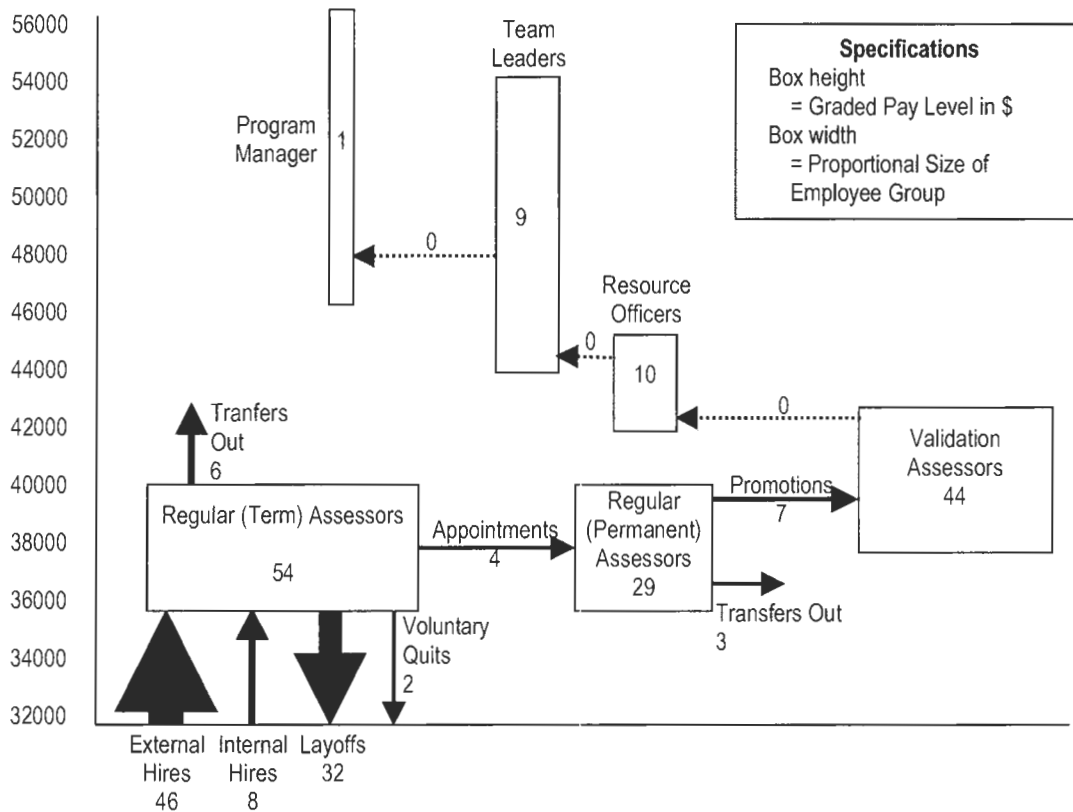 56000
54000
52000
50000
48000
46000
44000
42000
40000
38000
36000
34000
32000
Program
Manager
1
Team
Leaders
9
0
Specifications
Box height
= Graded Pay Level in $
Box width
= Proportional Size of
Employee Group
Resource
Officers
10
0
0
Validation
Assessors
44
Tranfers
Out
6
Regular (Term) Assessors
54
Appointments
4
Regular
(Permanent)
Assessors
29
Promotions
7
Transfers Out
3
Voluntary
Quits
2
External
Hires
46
Internal
Hires
8
Layoffs
32